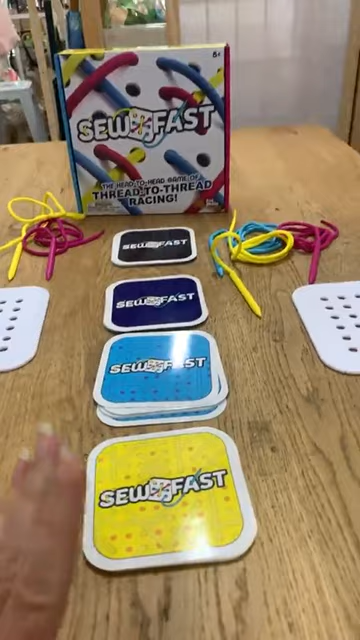 6+
SEW FAST
THE HEAD-TO-HEAD GAME OF
THREAD-TO-THREAD
RACING!
SEW FAST
SEW FAST
SEW FAST
SEW FAST